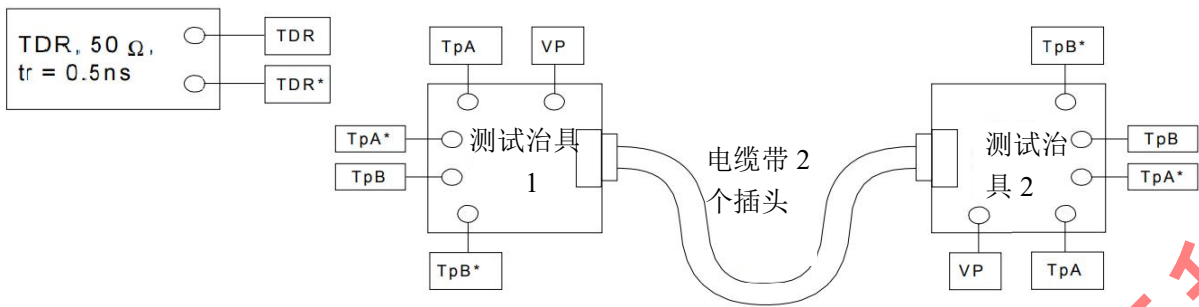 TDR, 50 Ω,
tr = 0.5ns
TDR
TDR*
TpA
VP
TpA*
TpB
TpB*
测试治具
1
电缆带 2
个插头
TpB*
测试治
具 2
TpB
TpA*
VP
TpA